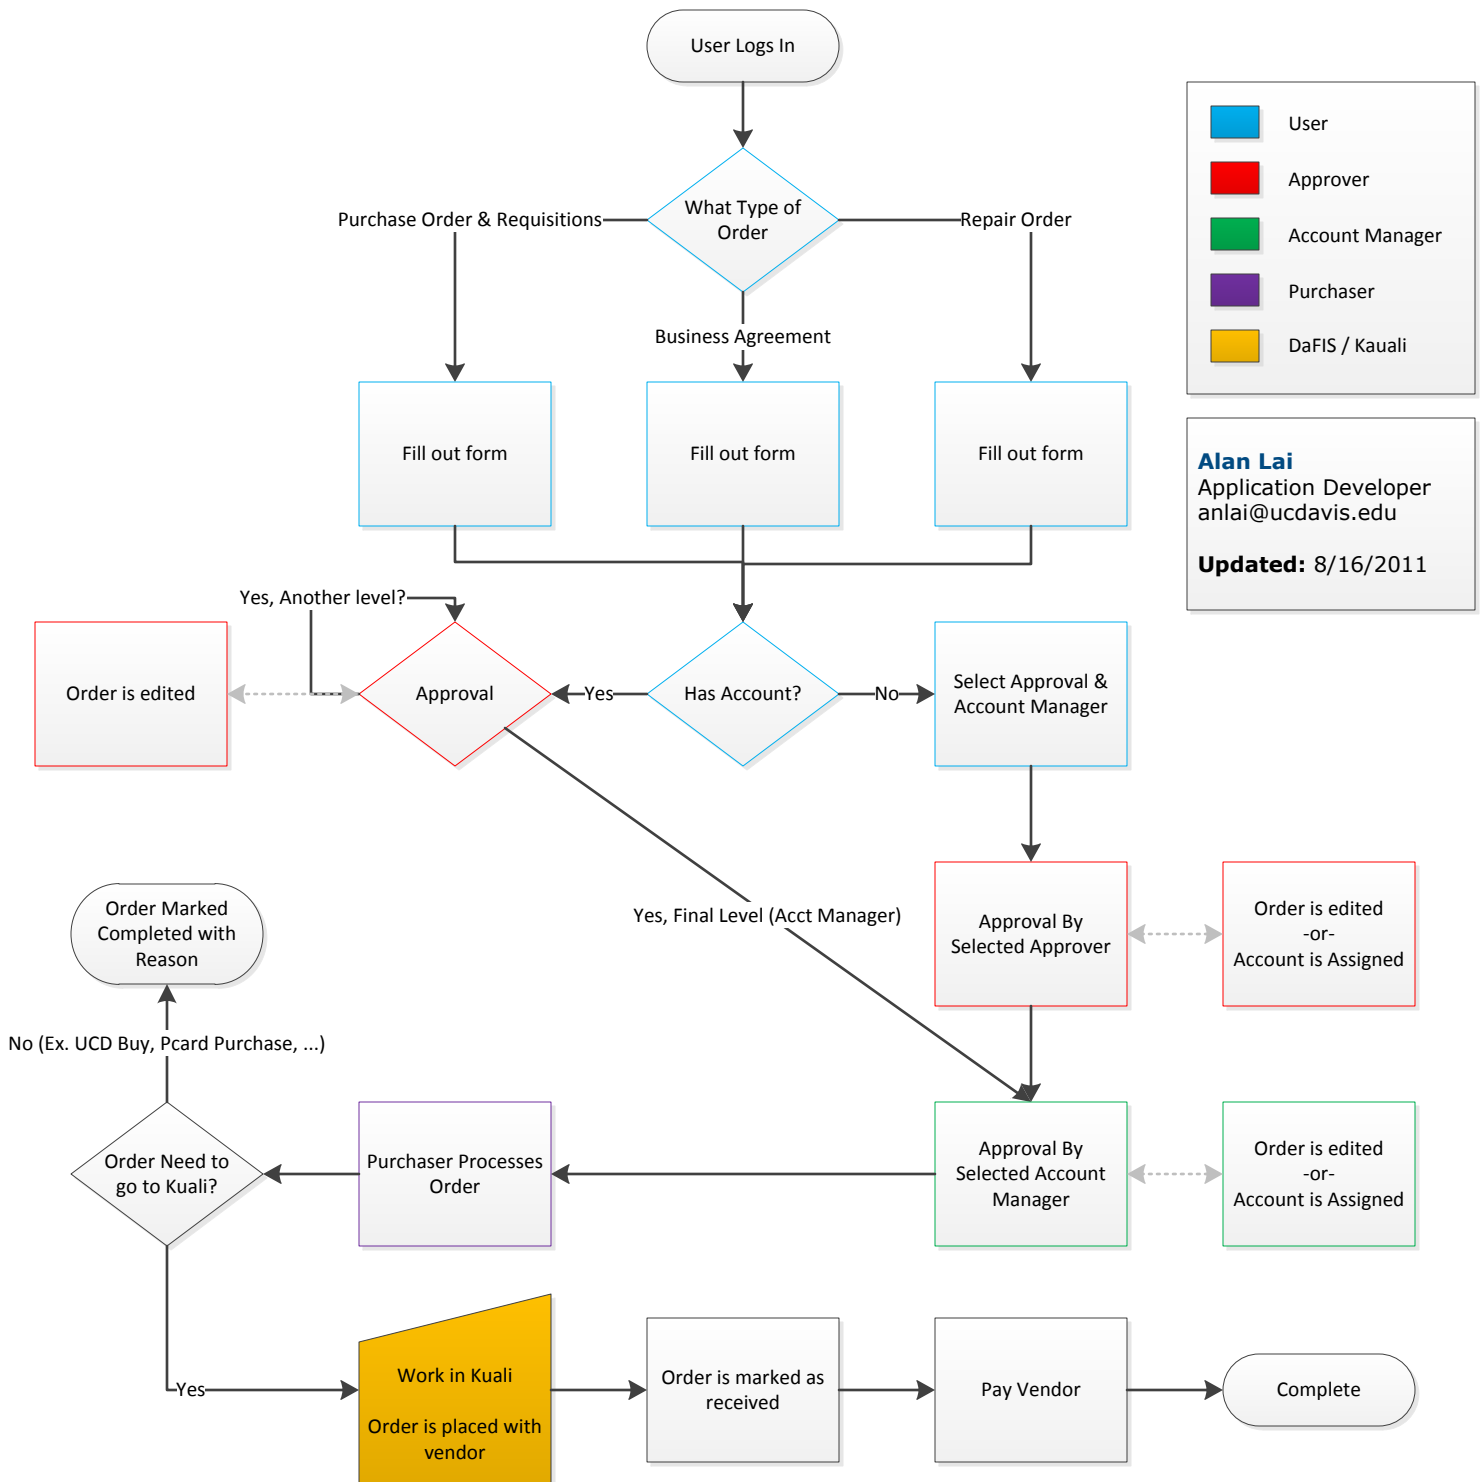 User Logs In
User
Approver
Account Manager
Purchaser
DaFIS / Kauali
What Type of
Order
Purchase Order & Requisitions
Repair Order
Business Agreement
Fill out form
Fill out form
Fill out form
Alan Lai
Application Developer
anlai@ucdavis.edu
Updated: 8/16/2011
Yes, Another level?
Order is edited
Approval
Yes
Has Account?
No
Select Approval &
Account Manager
Yes, Final Level (Acct Manager)
Approval By
Selected Approver
Order is edited
-or-
Account is Assigned
Order Marked
Completed with
Reason
No (Ex. UCD Buy, Pcard Purchase, ...)
Order Need to
go to Kuali?
Purchaser Processes
Order
Approval By
Selected Account
Manager
Order is edited
-or-
Account is Assigned
Yes
Work in Kuali
Order is placed with
vendor
Order is marked as
received
Pay Vendor
Complete